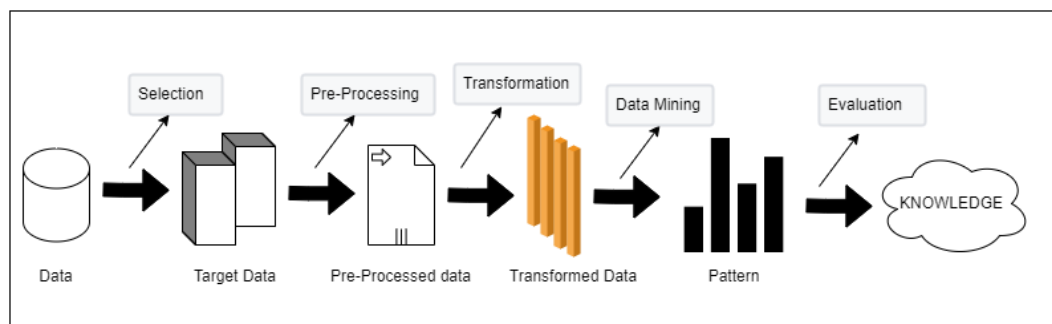 Selection
Pre-Processing
Transformation
Data Mining
Evaluation
KNOWLEDGE
Data
Target Data
Pre-Processed data
Transformed Data
Pattern